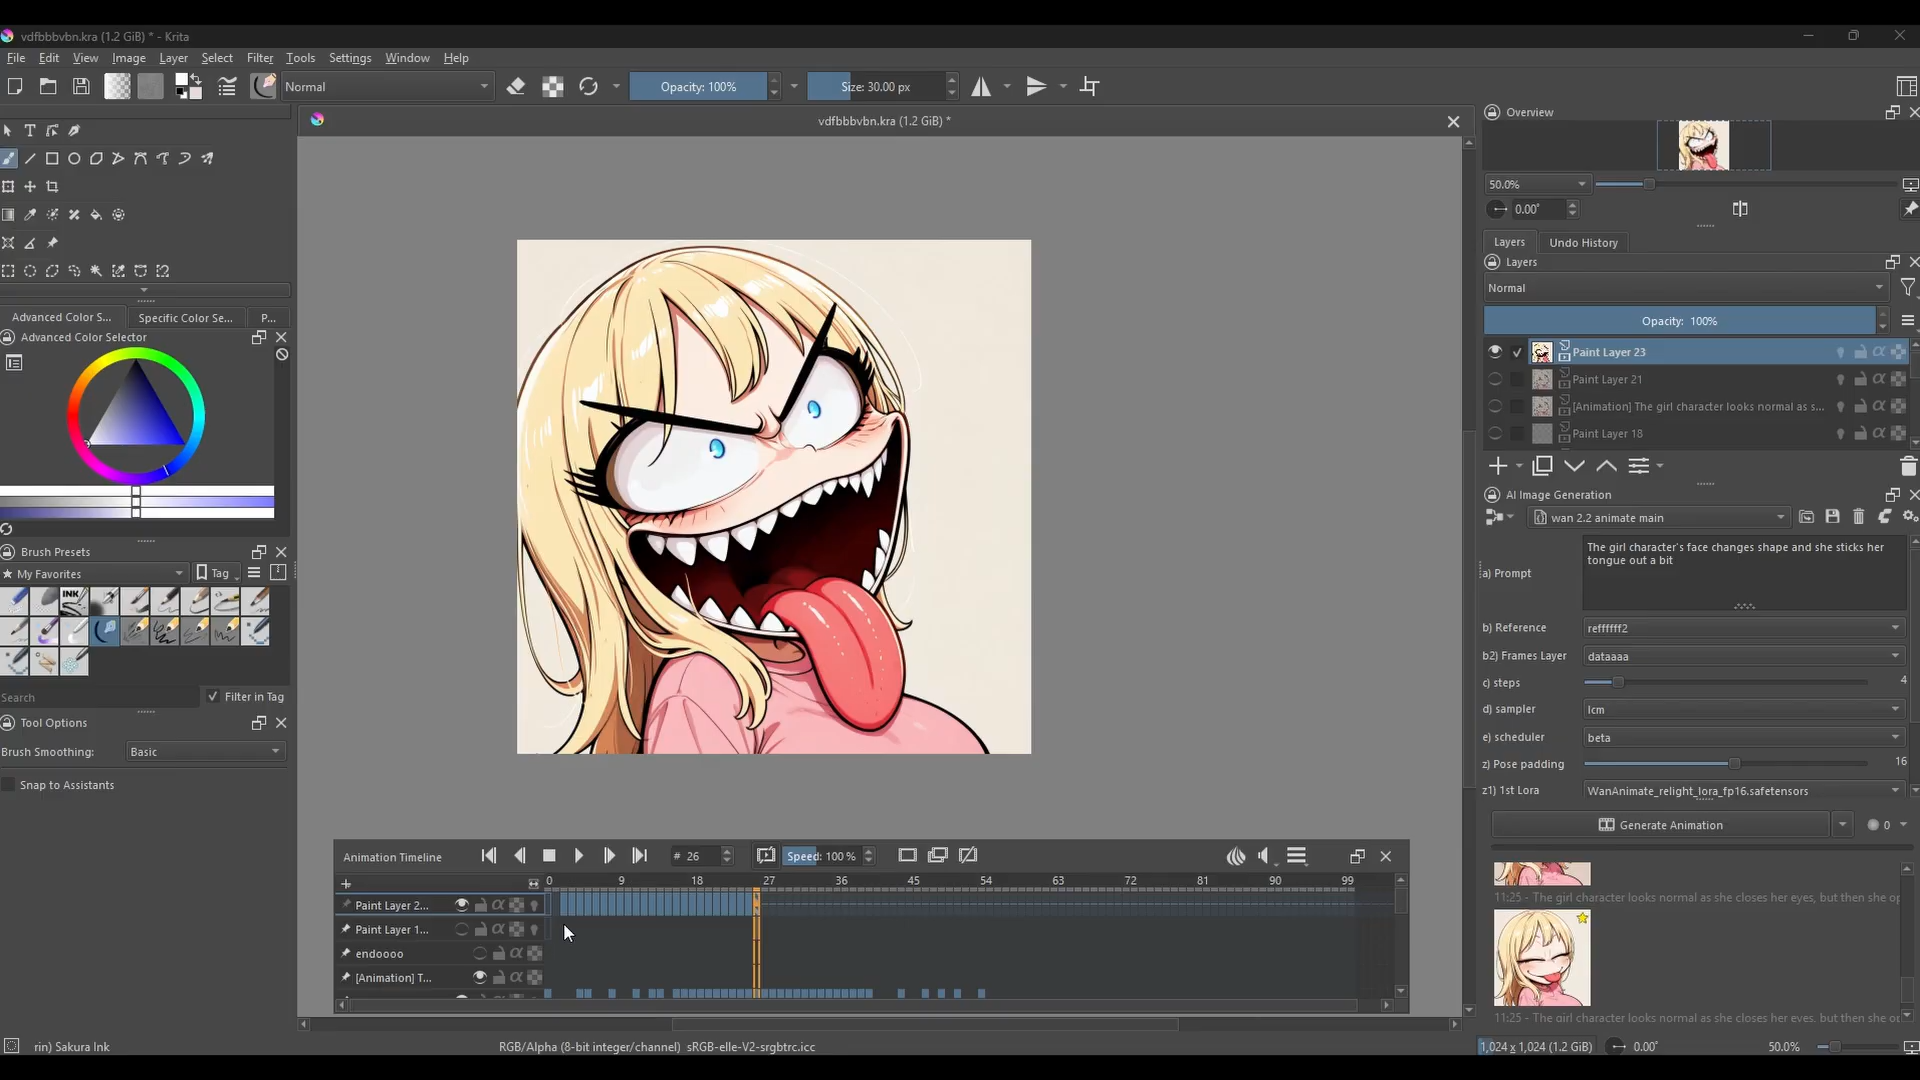 vdfbbbvbn.kra (1.2 GiB) * - Krita
File Edit View Image Layer Select Filter Tools Settings Window Help
Normal
Opacity: 100%
Size: 30.00 px
vdfbbbvbn.kra (1.2 GiB) *
Overview
50.0%
0.00°
Layers Undo History
Layers
Normal
Opacity: 100%
Paint Layer 23
Paint Layer 21
[Animation] The girl character looks normal as s...
Paint Layer 18
AI Image Generation
wan 2.2 animate main
a) Prompt
The girl character's face changes shape and she sticks her
tongue out a bit
b) Reference refffff2
b2) Frames Layer dataaaa
c) steps 4
d) sampler lcm
e) scheduler beta
z) Pose padding 16
z1) 1st Lora WanAnimate_relight_lora_fp16.safetensors
Generate Animation 0
11:25 - The girl character looks normal as she closes her eyes, but then she op
11:25 - The girl character looks normal as she closes her eyes, but then she op
Advanced Color S... Specific Color Se... P...
Advanced Color Selector
Brush Presets
★ My Favorites Tag
INK
Search Filter in Tag
Tool Options
Brush Smoothing: Basic
Snap to Assistants
Animation Timeline # 26 Speed: 100 %
0 9 18 27 36 45 54 63 72 81 90 99
Paint Layer 2...
Paint Layer 1...
endoooo
[Animation] T...
rin) Sakura Ink
RGB/Alpha (8-bit integer/channel) sRGB-elle-V2-srgbtrc.icc
1,024 x 1,024 (1.2 GiB) 0.00° 50.0%